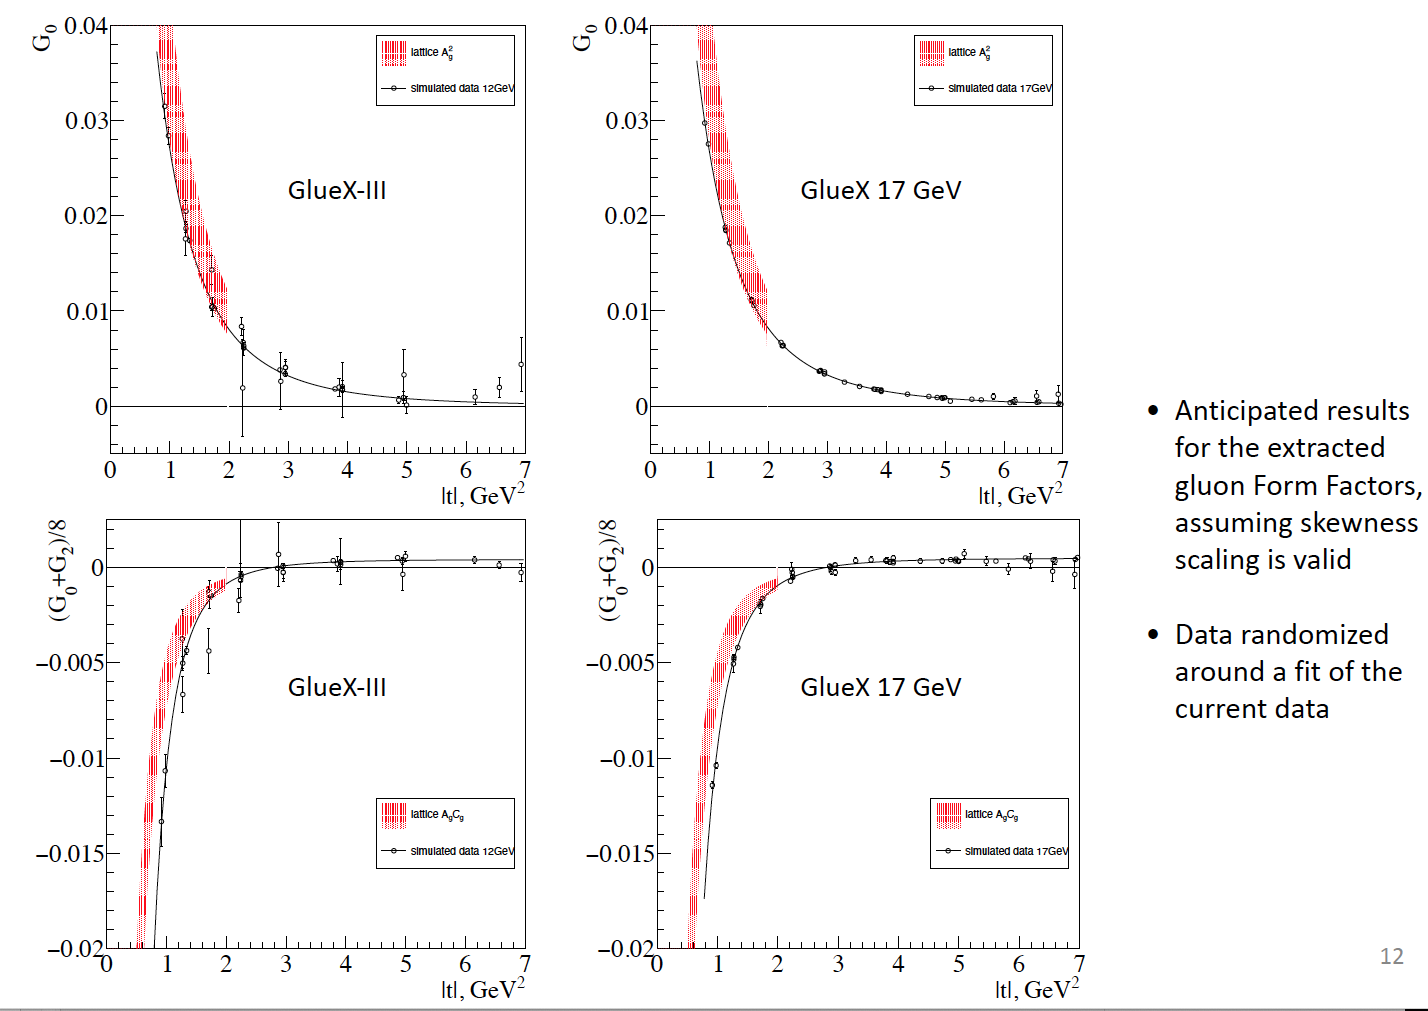 G₀
0.04
0.03
0.02
0.01
0
lattice A²g
simulated data 12GeV
GlueX-III
0 1 2 3 4 5 6 7
|t|, GeV²
G₀
0.04
0.03
0.02
0.01
0
lattice A²g
simulated data 17GeV
GlueX 17 GeV
0 1 2 3 4 5 6 7
|t|, GeV²
(G₀+G₂)/8
0
−0.005
−0.01
−0.015
−0.02
GlueX-III
lattice AgCg
simulated data 12GeV
0 1 2 3 4 5 6 7
|t|, GeV²
(G₀+G₂)/8
0
−0.005
−0.01
−0.015
−0.02
GlueX 17 GeV
lattice AgCg
simulated data 17GeV
0 1 2 3 4 5 6 7
|t|, GeV²
• Anticipated results
for the extracted
gluon Form Factors,
assuming skewness
scaling is valid
• Data randomized
around a fit of the
current data
12